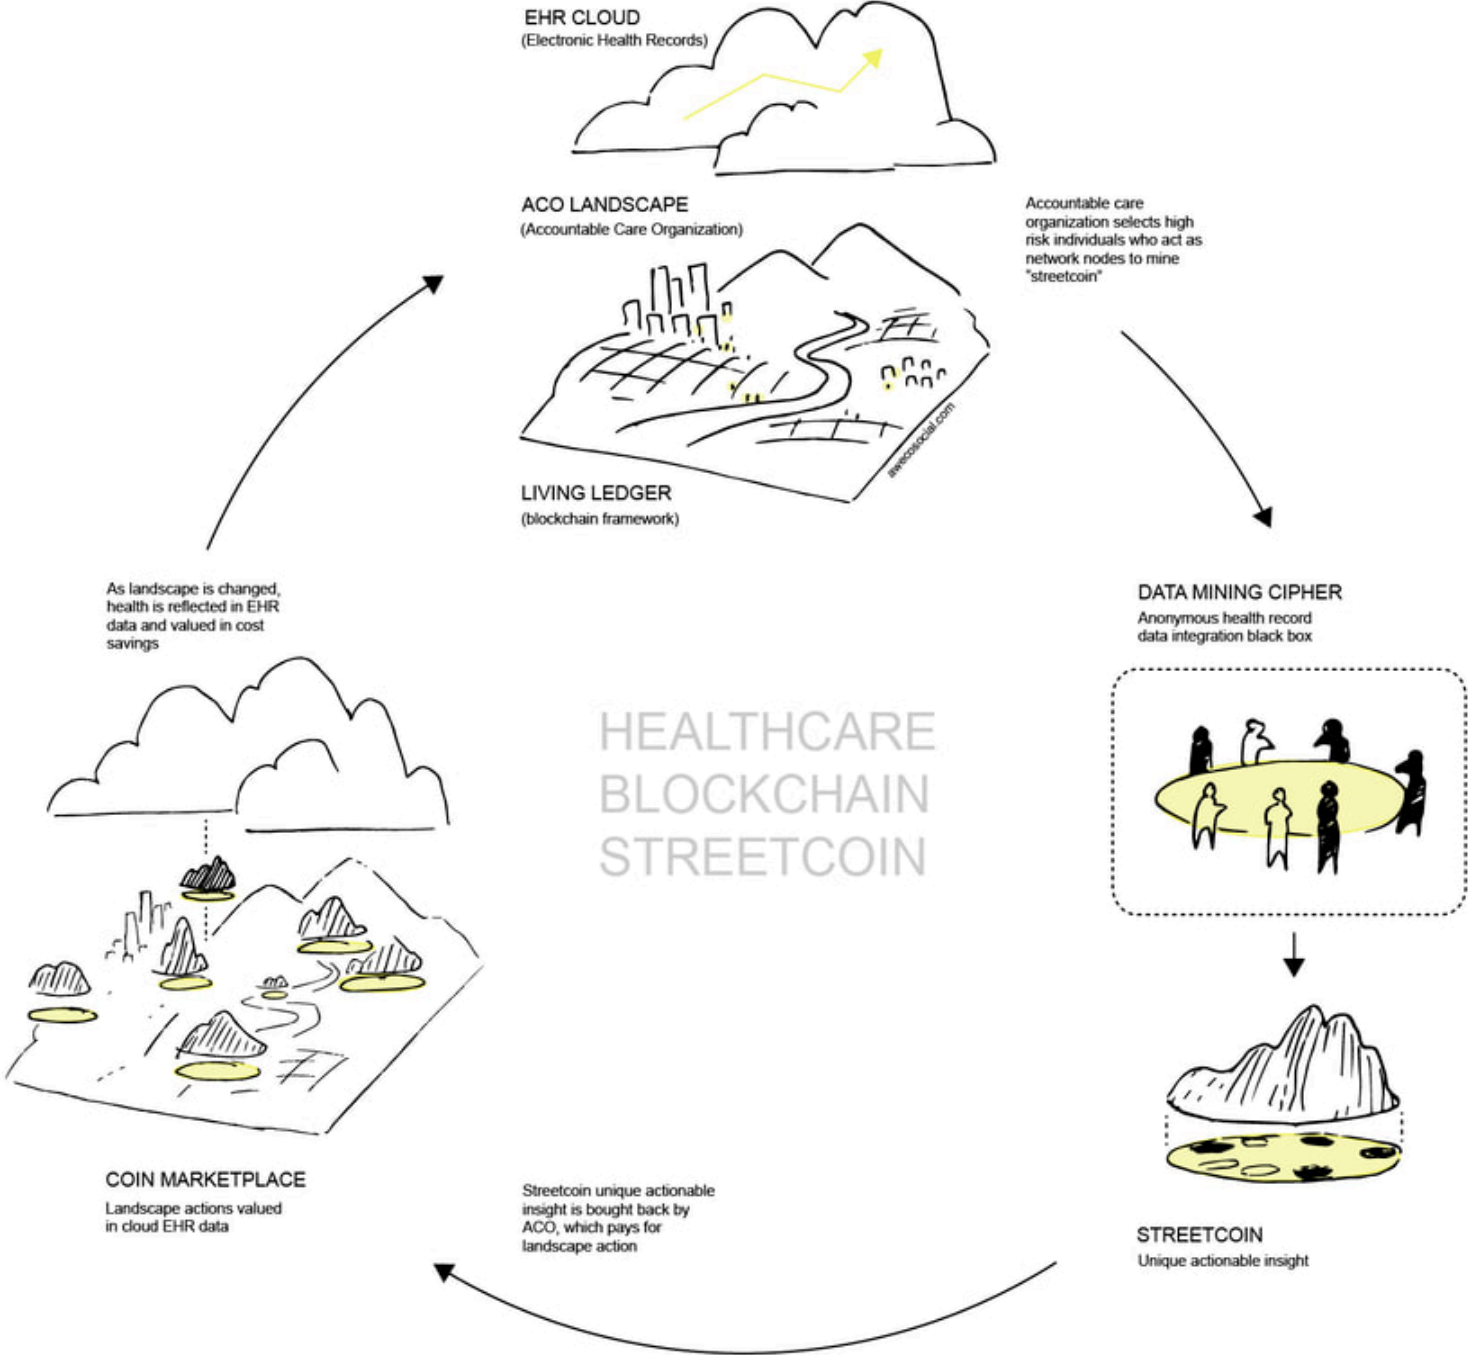 EHR CLOUD
(Electronic Health Records)
ACO LANDSCAPE
(Accountable Care Organization)
awecosocial.com
LIVING LEDGER
(blockchain framework)
Accountable care
organization selects high
risk individuals who act as
network nodes to mine
"streetcoin"
DATA MINING CIPHER
Anonymous health record
data integration black box
STREETCOIN
Unique actionable insight
Streetcoin unique actionable
insight is bought back by
ACO, which pays for
landscape action
COIN MARKETPLACE
Landscape actions valued
in cloud EHR data
As landscape is changed,
health is reflected in EHR
data and valued in cost
savings
HEALTHCARE
BLOCKCHAIN
STREETCOIN